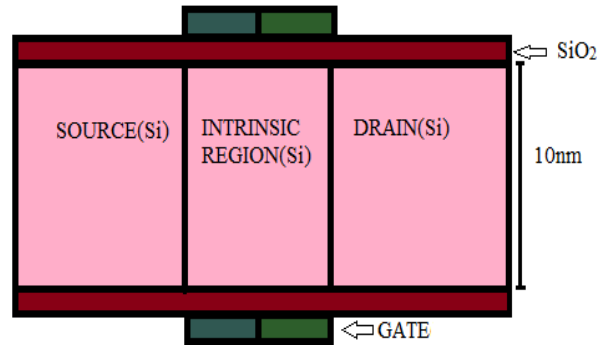 SiO₂
SOURCE(Si)
INTRINSIC
REGION(Si)
DRAIN(Si)
10nm
GATE